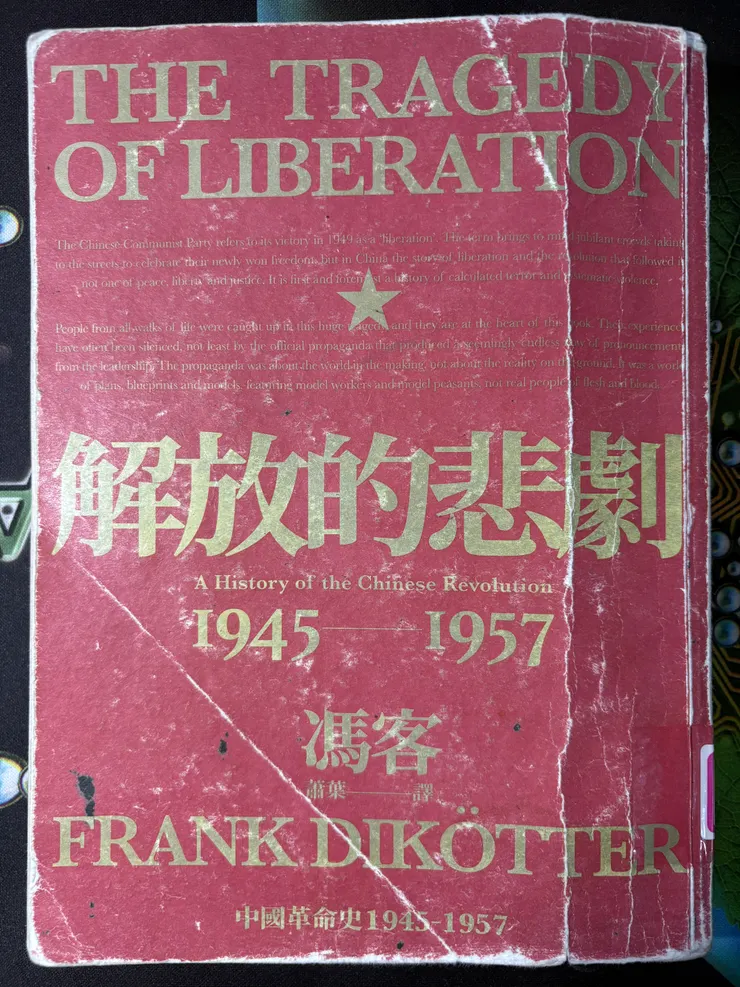 THE TRAGEDY
OF LIBERATION
The Chinese Communist Party refers to its victory in 1949 as a 'liberation'. The term brings to mind jubilant crowds taking
to the streets to celebrate their newly won freedom, but in China the story of liberation and the revolution that followed is
not one of peace, liberty and justice. It is first and foremost a history of calculated terror and systematic violence.
People from all walks of life were caught up in this huge tragedy and they are at the heart of this book. Their experiences
have often been silenced, not least by the official propaganda that produced a seemingly endless flow of pronouncements
from the leadership. The propaganda was about the world in the making, not about the reality on the ground. It was a world
of plans, blueprints and models, featuring model workers and model peasants, not real people of flesh and blood.
解放的悲劇
A History of the Chinese Revolution
1945——1957
馮客
蕭葉——譯
FRANK DIKÖTTER
中國革命史1945-1957